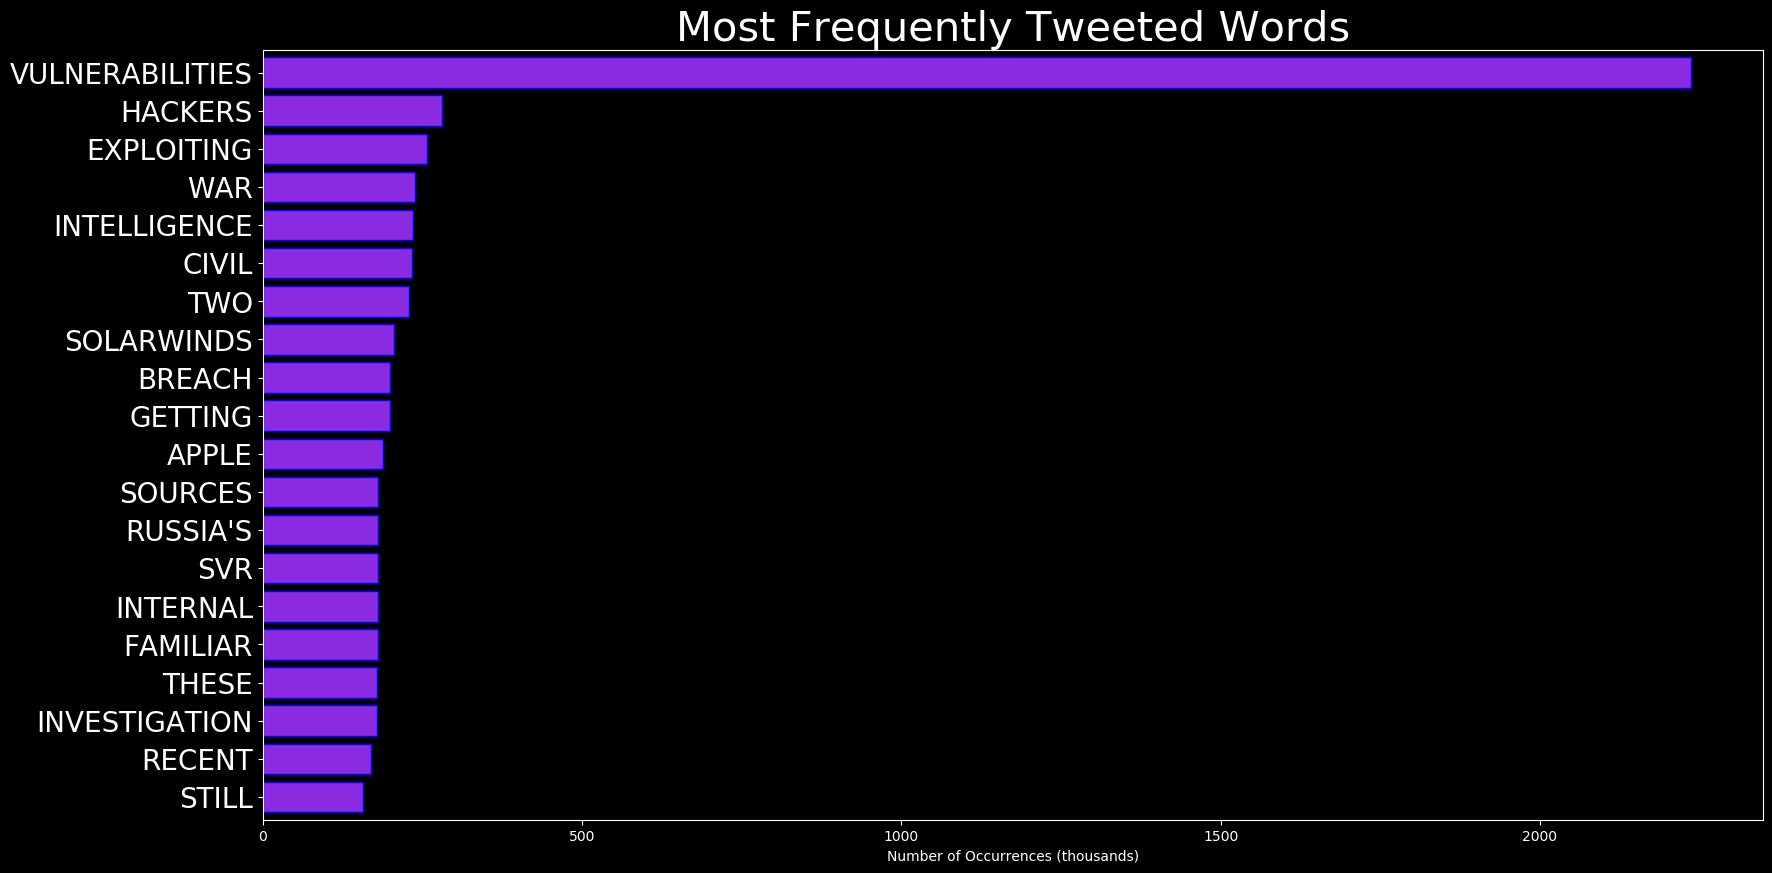 Most Frequently Tweeted Words
VULNERABILITIES
HACKERS
EXPLOITING
WAR
INTELLIGENCE
CIVIL
TWO
SOLARWINDS
BREACH
GETTING
APPLE
SOURCES
RUSSIA'S
SVR
INTERNAL
FAMILIAR
THESE
INVESTIGATION
RECENT
STILL
0 500 1000 1500 2000
Number of Occurrences (thousands)